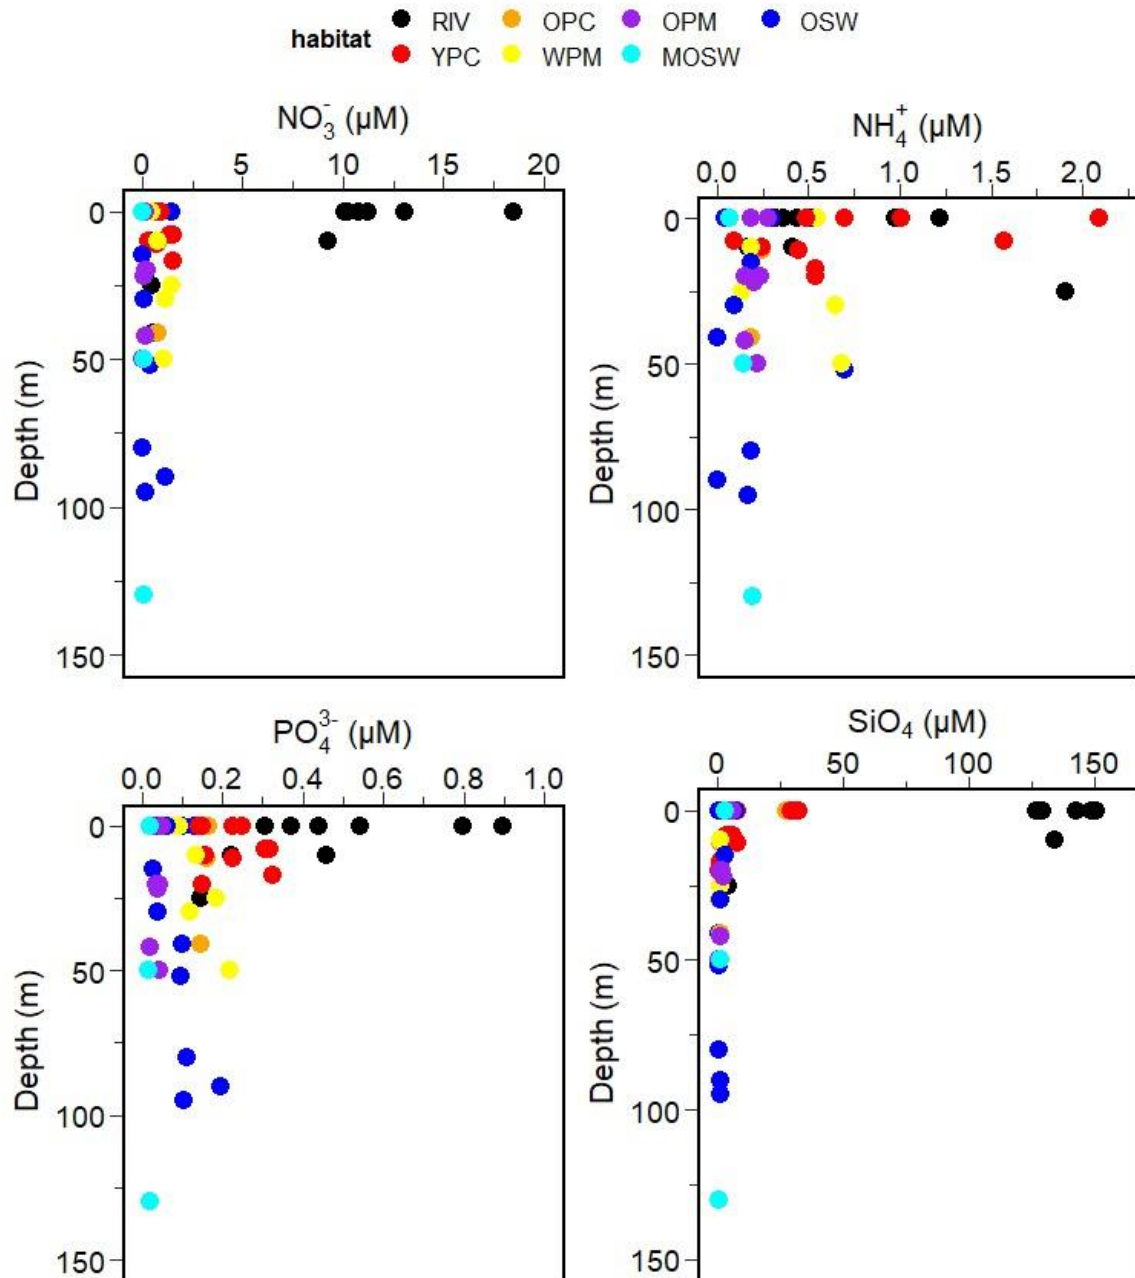 habitat RIV OPC OPM OSW
YPC WPM MOSW
NO₃⁻ (µM)
0 5 10 15 20
Depth (m)
0
50
100
150
NH₄⁺ (µM)
0.0 0.5 1.0 1.5 2.0
Depth (m)
0
50
100
150
PO₄³⁻ (µM)
0.0 0.2 0.4 0.6 0.8 1.0
Depth (m)
0
50
100
150
SiO₄ (µM)
0 50 100 150
Depth (m)
0
50
100
150